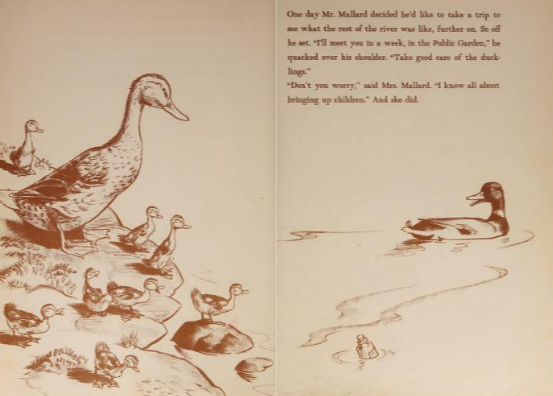 One day Mr. Mallard decided he'd like to take a trip to
see what the rest of the river was like, further on. So off
he set. "I'll meet you in a week, in the Public Garden," he
quacked over his shoulder. "Take good care of the duck-
lings."
"Don't you worry," said Mrs. Mallard. "I know all about
bringing up children." And she did.